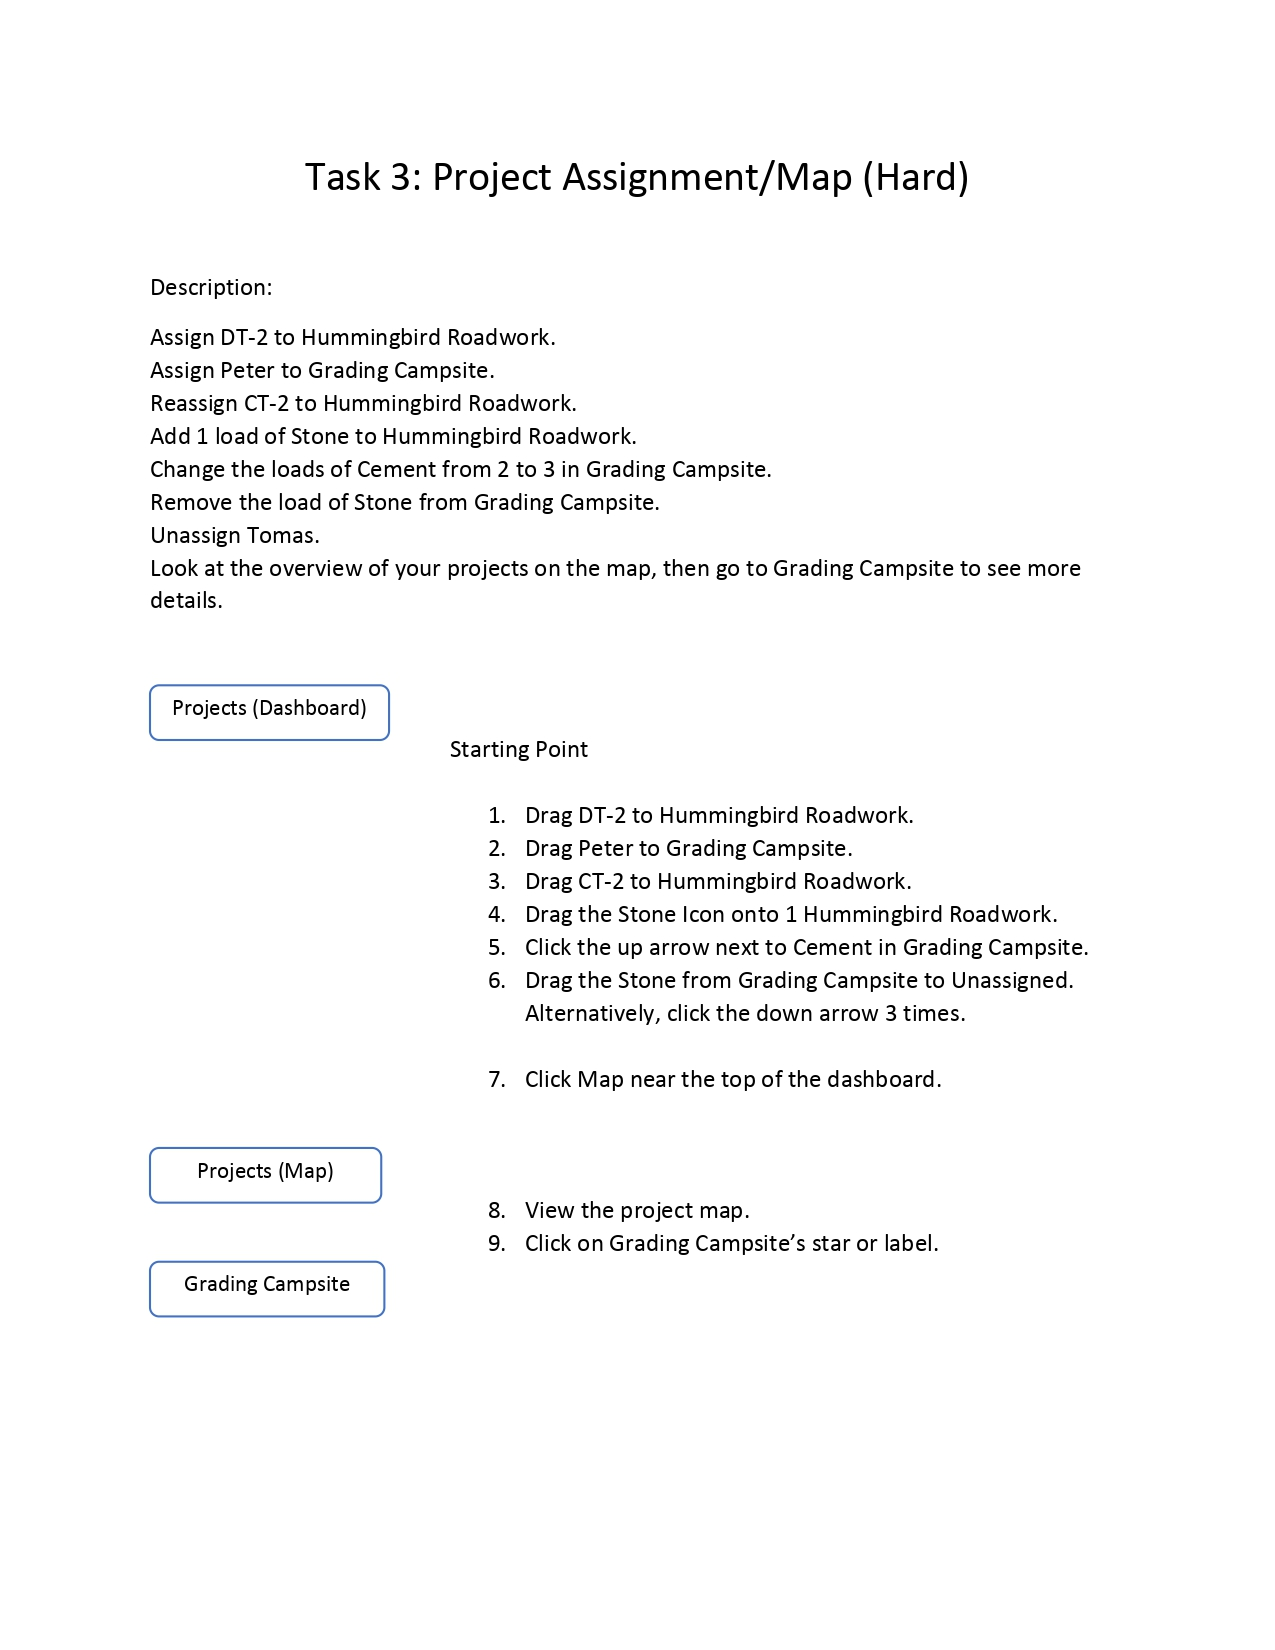 Task 3: Project Assignment/Map (Hard)
Description:
Assign DT-2 to Hummingbird Roadwork.
Assign Peter to Grading Campsite.
Reassign CT-2 to Hummingbird Roadwork.
Add 1 load of Stone to Hummingbird Roadwork.
Change the loads of Cement from 2 to 3 in Grading Campsite.
Remove the load of Stone from Grading Campsite.
Unassign Tomas.
Look at the overview of your projects on the map, then go to Grading Campsite to see more
details.
Projects (Dashboard)
Starting Point
1. Drag DT-2 to Hummingbird Roadwork.
2. Drag Peter to Grading Campsite.
3. Drag CT-2 to Hummingbird Roadwork.
4. Drag the Stone Icon onto 1 Hummingbird Roadwork.
5. Click the up arrow next to Cement in Grading Campsite.
6. Drag the Stone from Grading Campsite to Unassigned.
Alternatively, click the down arrow 3 times.
7. Click Map near the top of the dashboard.
Projects (Map)
8. View the project map.
9. Click on Grading Campsite’s star or label.
Grading Campsite